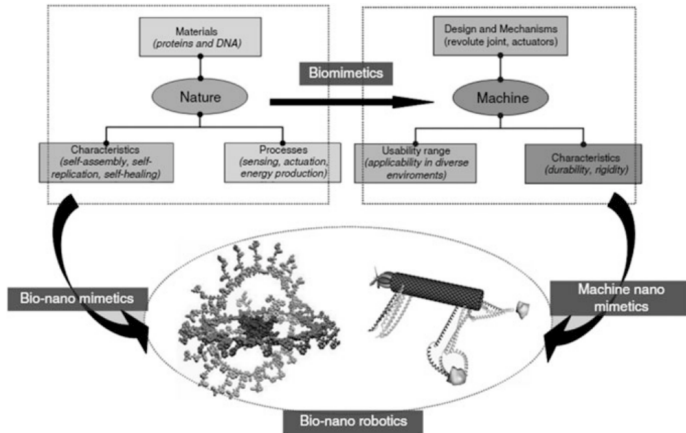 Materials
(proteins and DNA)
Nature
Characteristics
(self-assembly, self-
replication, self-healing)
Processes
(sensing, actuation,
energy production)
Biomimetics
Design and Mechanisms
(revolute joint, actuators)
Machine
Usability range
(applicability in diverse
enviroments)
Characteristics
(durability, rigidity)
Bio-nano mimetics
Machine nano
mimetics
Bio-nano robotics